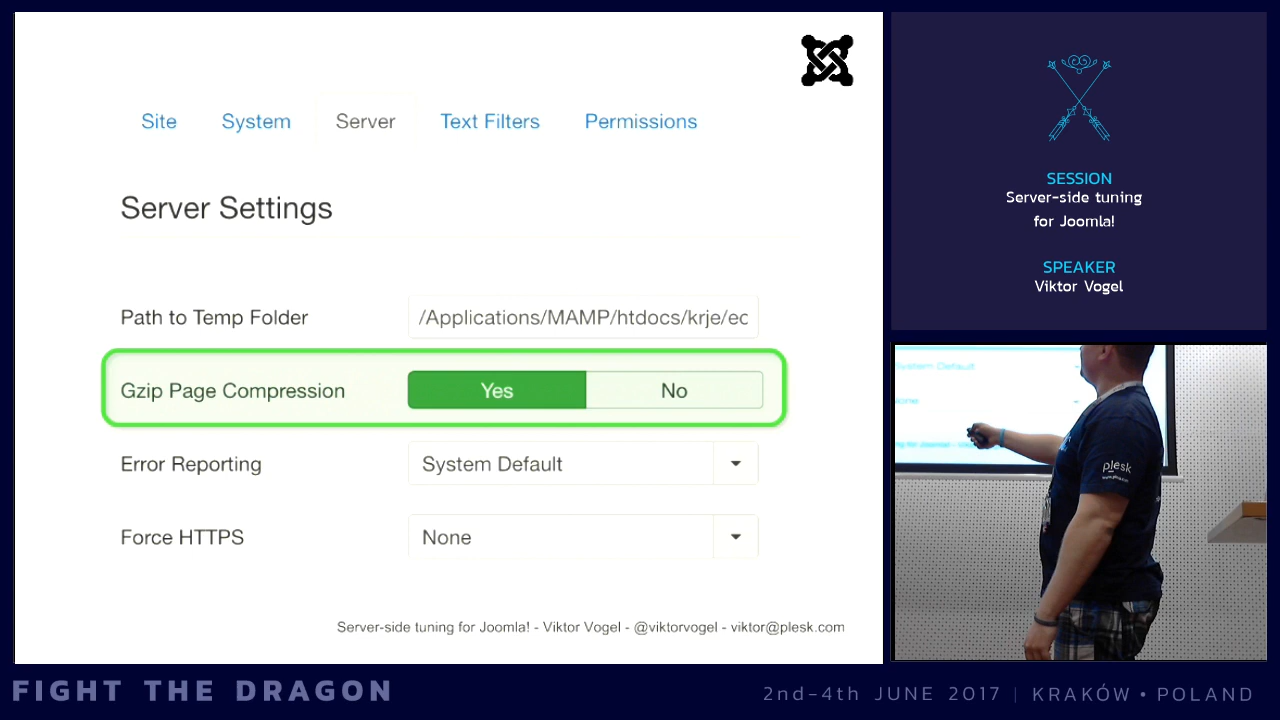 Site System Server Text Filters Permissions
Server Settings
Path to Temp Folder /Applications/MAMP/htdocs/krje/ec
Gzip Page Compression Yes No
Error Reporting System Default
Force HTTPS None
Server-side tuning for Joomla! - Viktor Vogel - @viktorvogel - viktor@plesk.com
SESSION
Server-side tuning
for Joomla!
SPEAKER
Viktor Vogel
System Default
None
plesk
FIGHT THE DRAGON
2nd-4th JUNE 2017 | KRAKÓW • POLAND